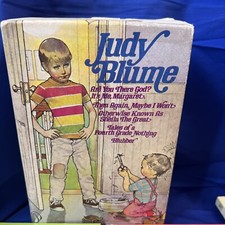 Judy
Blume
Are You There God?
It's Me, Margaret
Then Again, Maybe I Won't
Otherwise Known As
Sheila The Great
Tales of a
Fourth Grade Nothing
Blubber